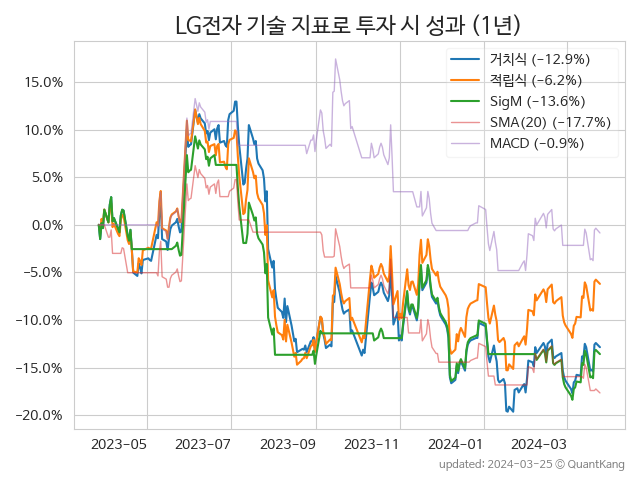 LG전자 기술 지표로 투자 시 성과 (1년)
거치식 (−12.9%)
적립식 (−6.2%)
SigM (−13.6%)
SMA(20) (−17.7%)
MACD (−0.9%)
15.0%
10.0%
5.0%
0.0%
−5.0%
−10.0%
−15.0%
−20.0%
2023-05 2023-07 2023-09 2023-11 2024-01 2024-03
updated: 2024-03-25 © QuantKang